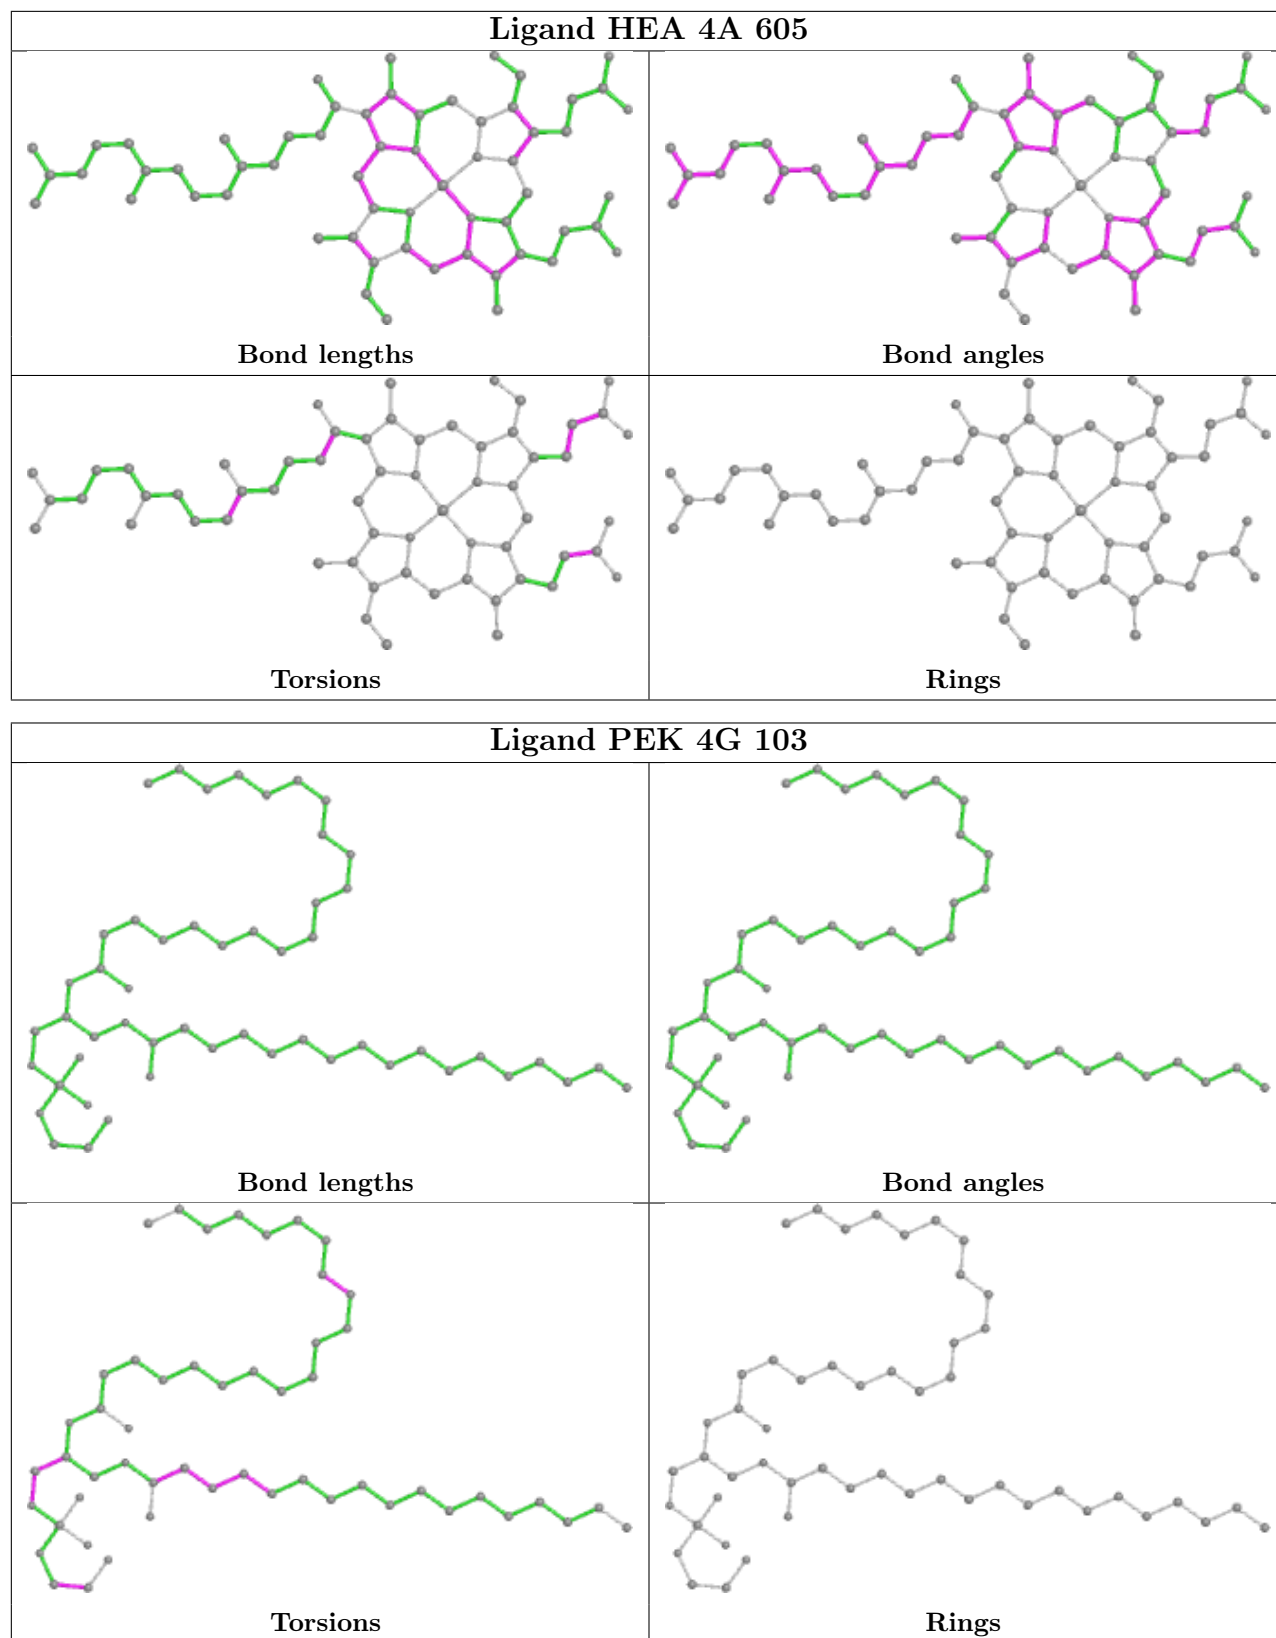 Ligand HEA 4A 605
Bond lengths
Bond angles
Torsions
Rings
Ligand PEK 4G 103
Bond lengths
Bond angles
Torsions
Rings